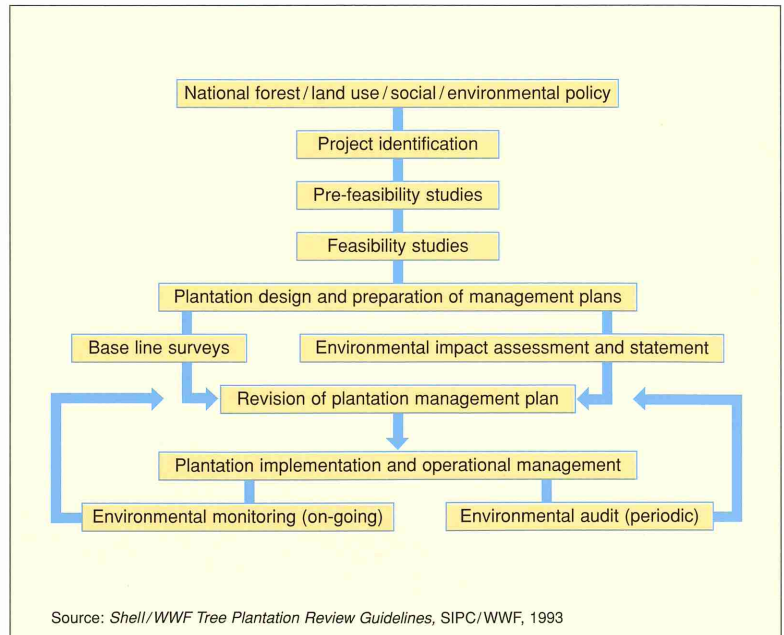 National forest / land use / social / environmental policy
Project identification
Pre-feasibility studies
Feasibility studies
Plantation design and preparation of management plans
Base line surveys
Environmental impact assessment and statement
Revision of plantation management plan
Plantation implementation and operational management
Environmental monitoring (on-going)
Environmental audit (periodic)
Source: Shell/WWF Tree Plantation Review Guidelines, SIPC/WWF, 1993